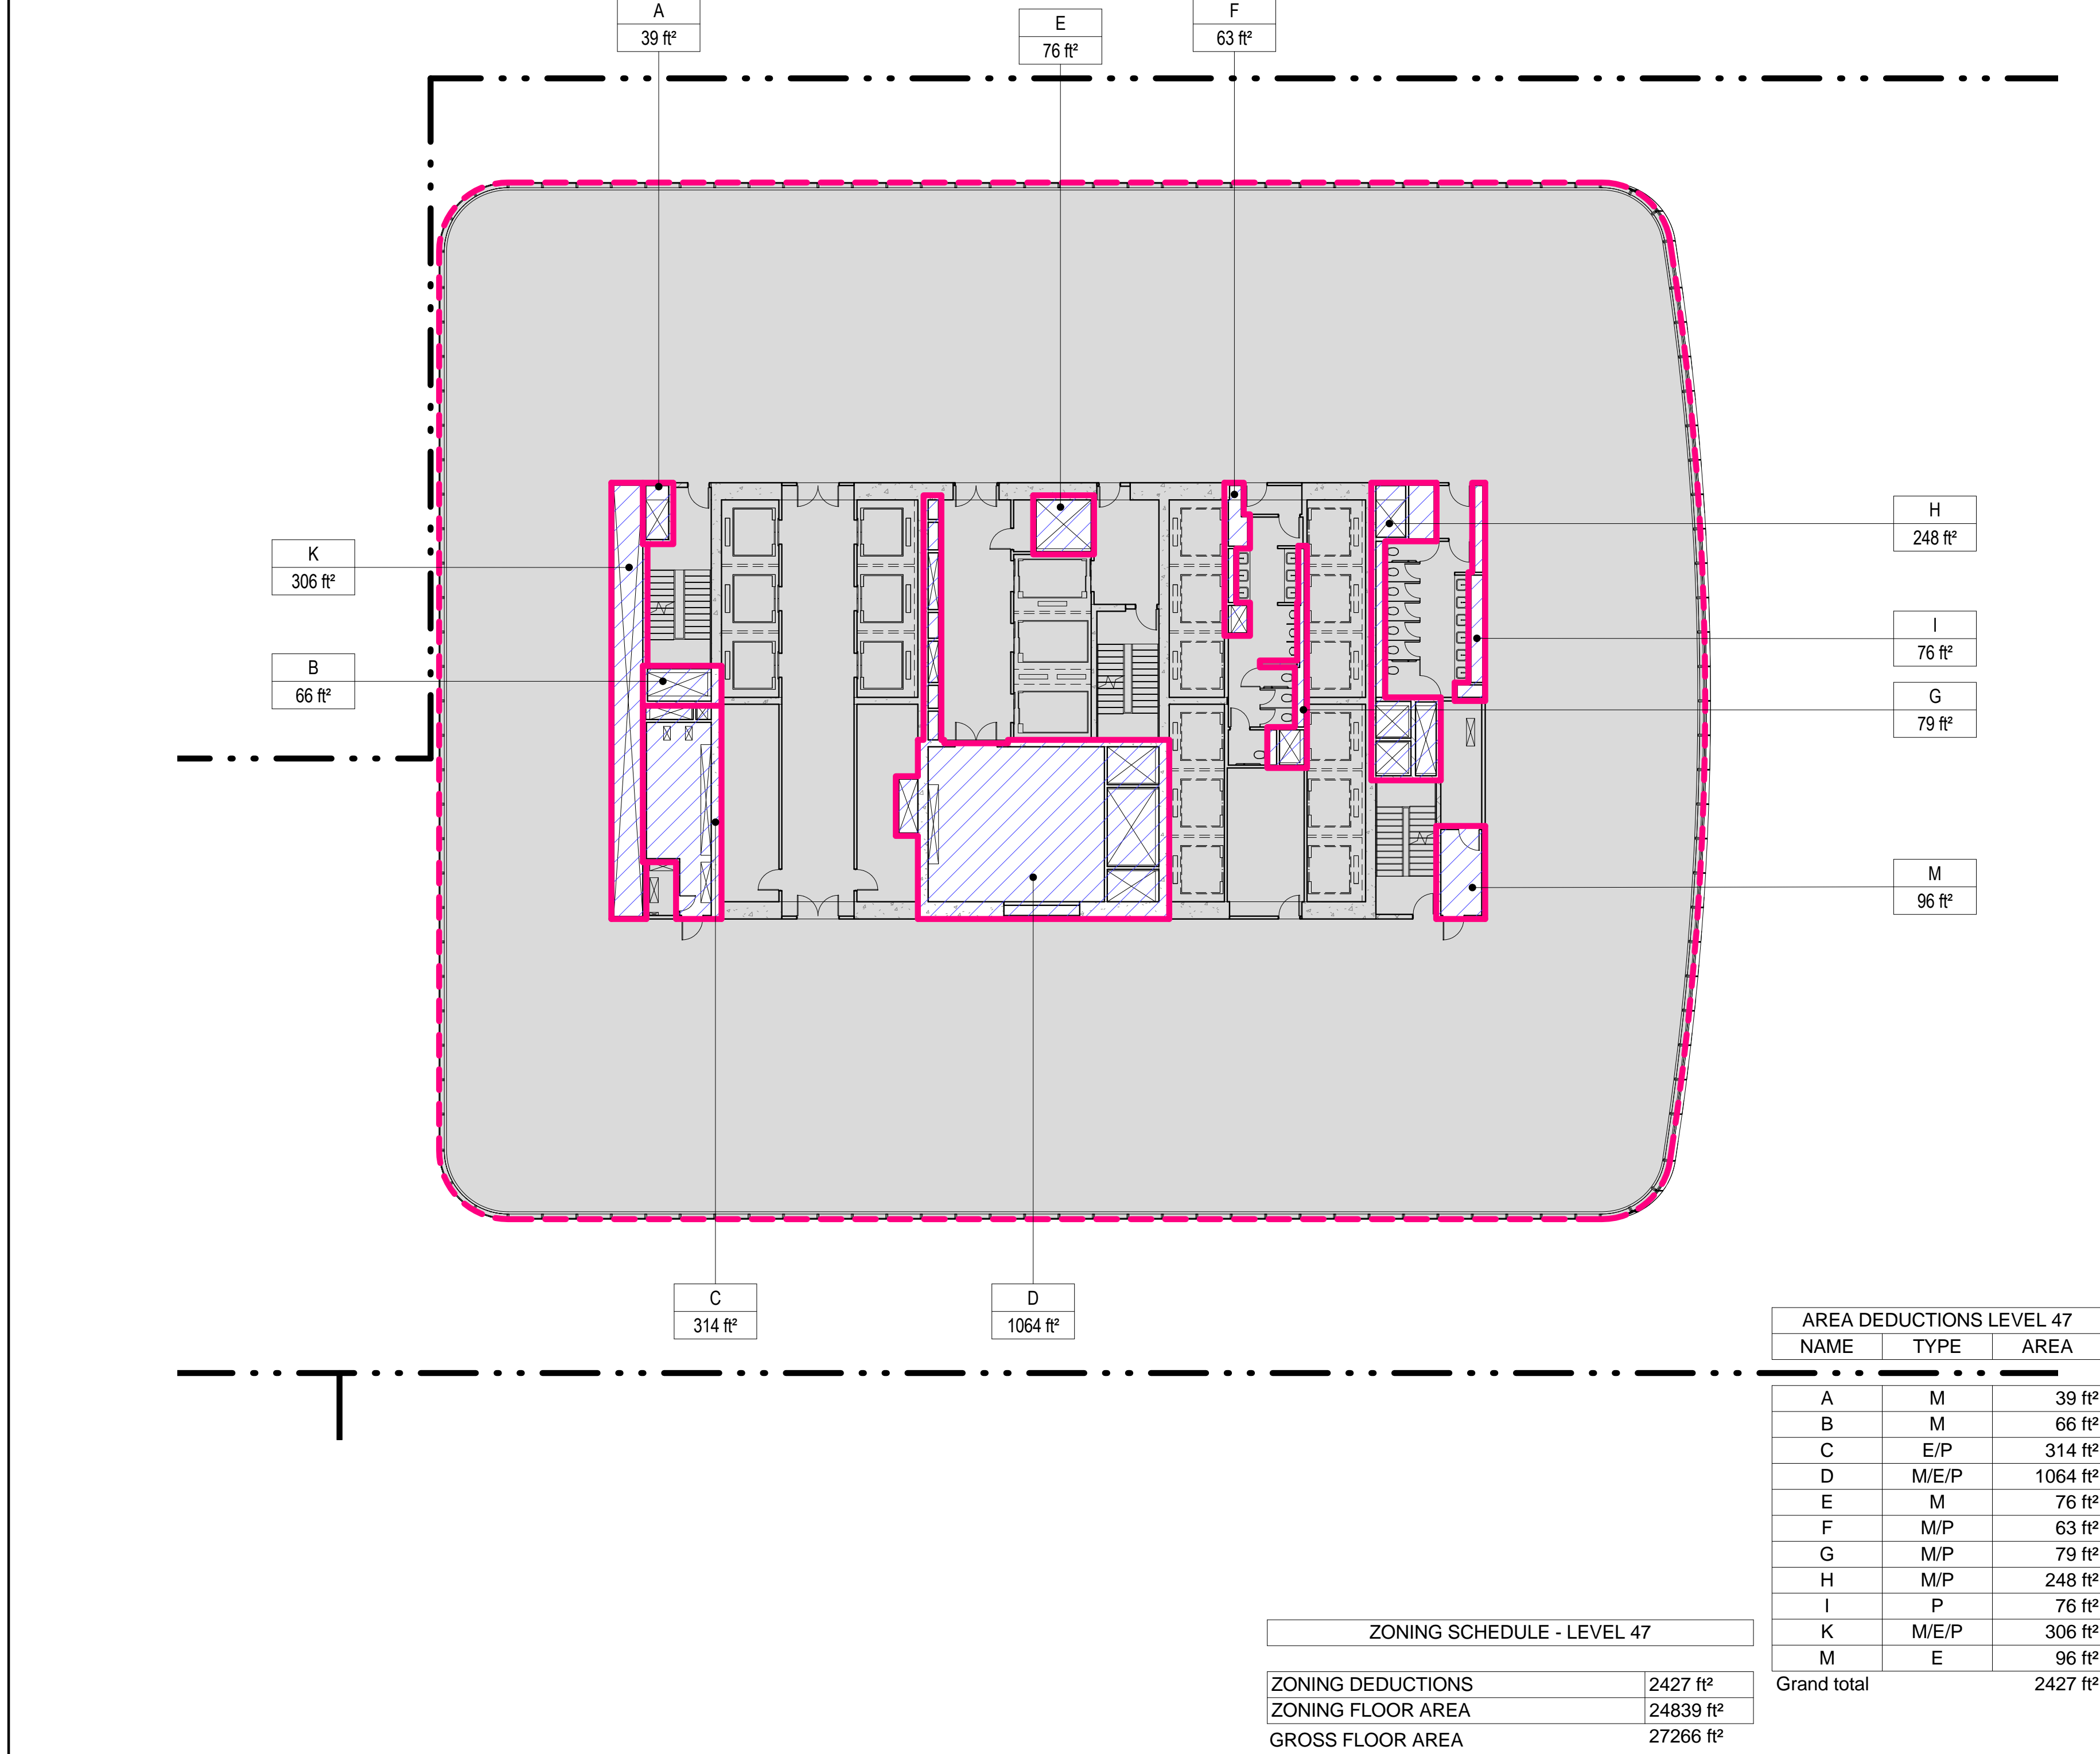 A
39 ft²
E
76 ft²
F
63 ft²
K
306 ft²
B
66 ft²
H
248 ft²
I
76 ft²
G
79 ft²
M
96 ft²
C
314 ft²
D
1064 ft²
AREA DEDUCTIONS LEVEL 47
NAME TYPE AREA
A M 39 ft²
B M 66 ft²
C E/P 314 ft²
D M/E/P 1064 ft²
E M 76 ft²
F M/P 63 ft²
G M/P 79 ft²
H M/P 248 ft²
I P 76 ft²
K M/E/P 306 ft²
M E 96 ft²
Grand total 2427 ft²
ZONING SCHEDULE - LEVEL 47
ZONING DEDUCTIONS 2427 ft²
ZONING FLOOR AREA 24839 ft²
GROSS FLOOR AREA 27266 ft²